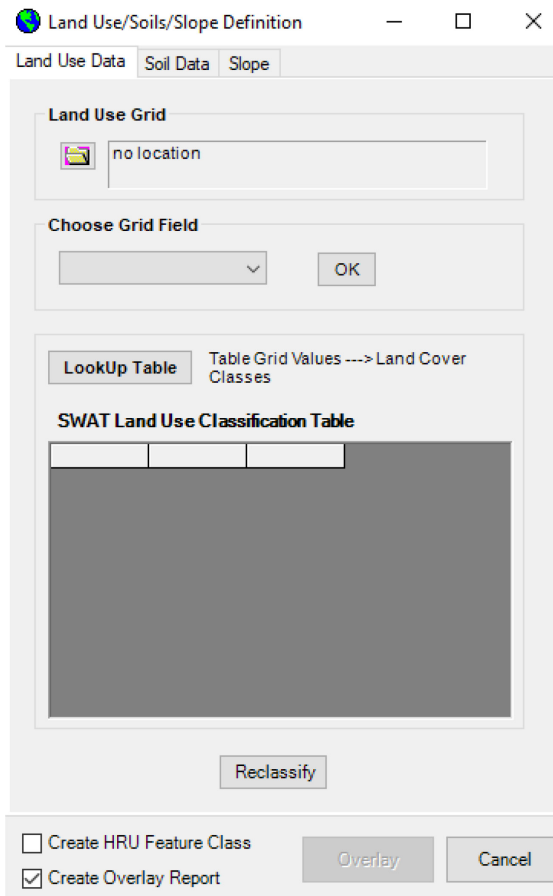 Land Use/Soils/Slope Definition
Land Use Data Soil Data Slope
Land Use Grid
no location
Choose Grid Field
OK
LookUp Table Table Grid Values ---> Land Cover
Classes
SWAT Land Use Classification Table
Reclassify
Create HRU Feature Class
Create Overlay Report
Overlay Cancel